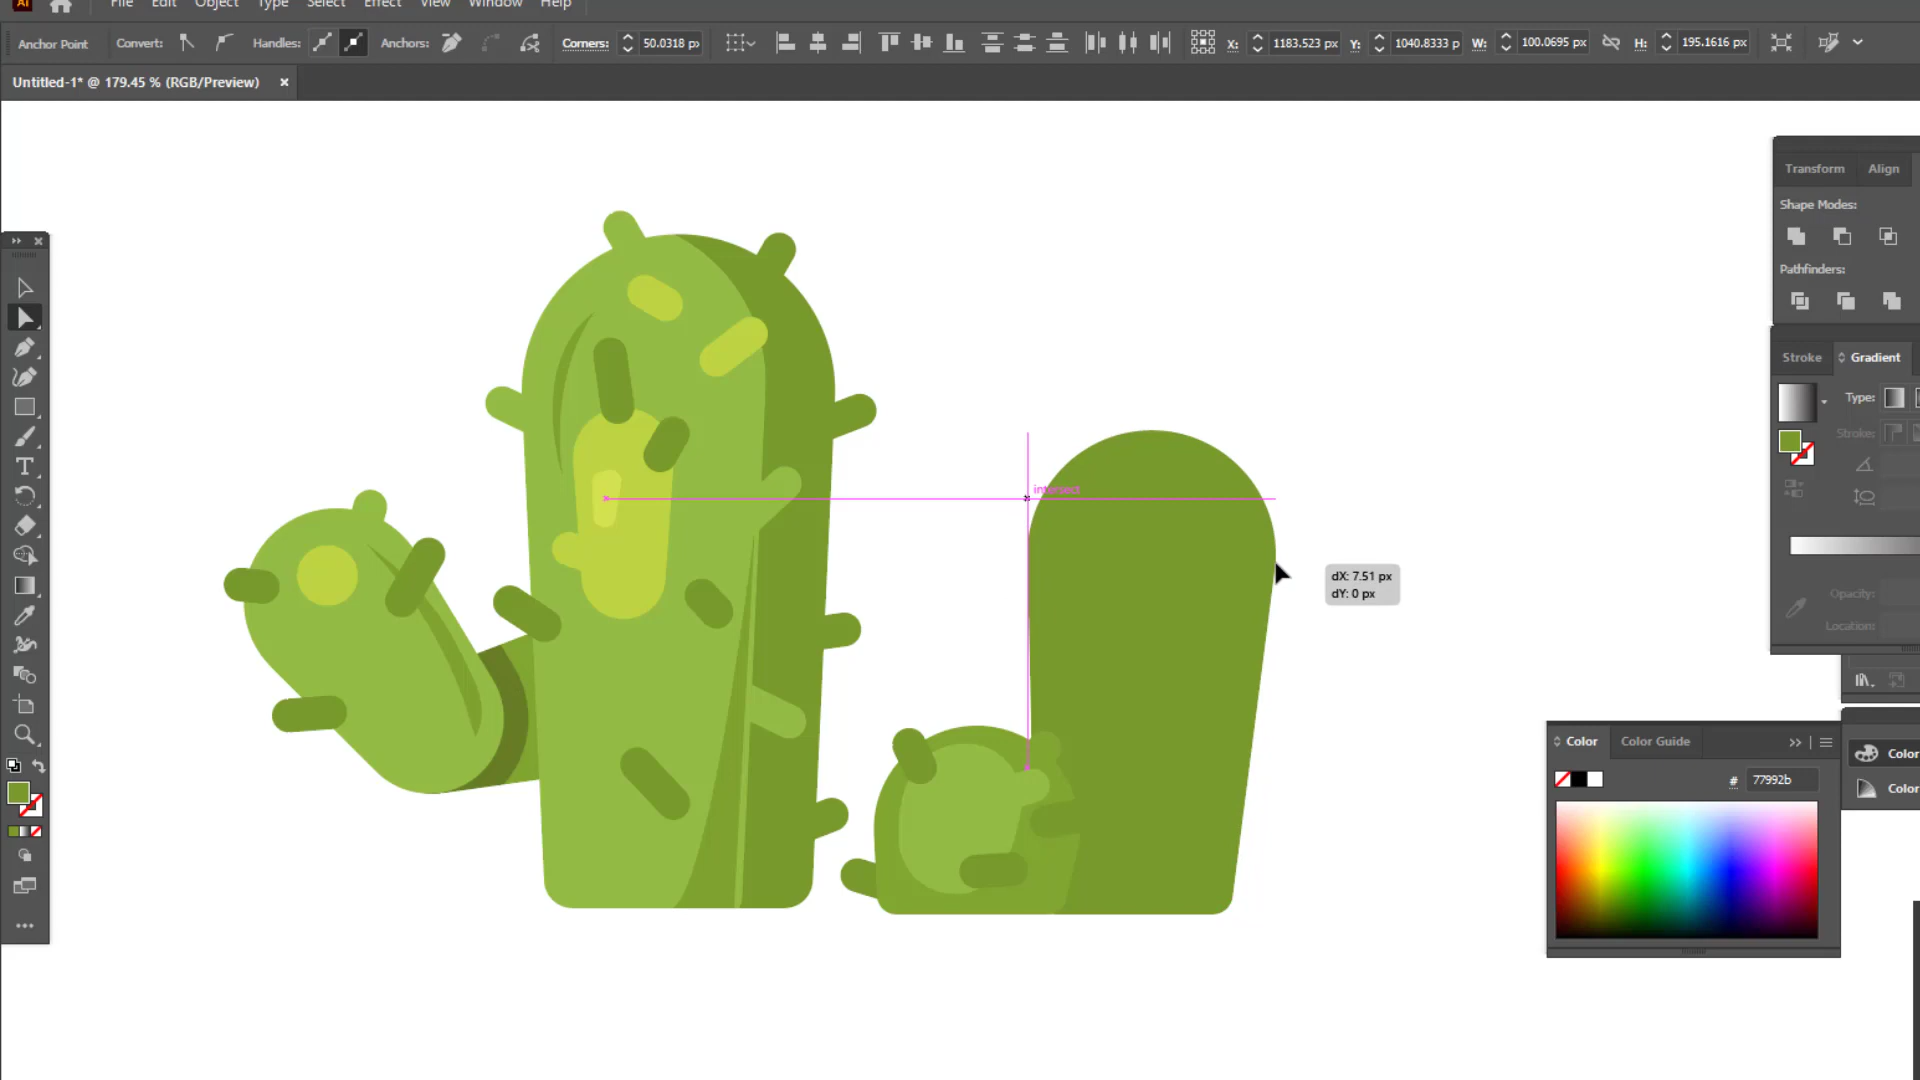 Ai File Edit Object Type Select Effect View Window Help
Anchor Point Convert: Handles: Anchors: Corners: 50.0318 px X: 1183.523 px Y: 1040.8333 p W: 100.0695 px H: 195.1616 px
Untitled-1* @ 179.45 % (RGB/Preview) ×
Transform Align
Shape Modes:
Pathfinders:
Stroke Gradient
Type:
Stroke:
intersect
dX: 7.51 px
dY: 0 px
Opacity:
Location:
Color Color Guide
# 77992b
Color
Color